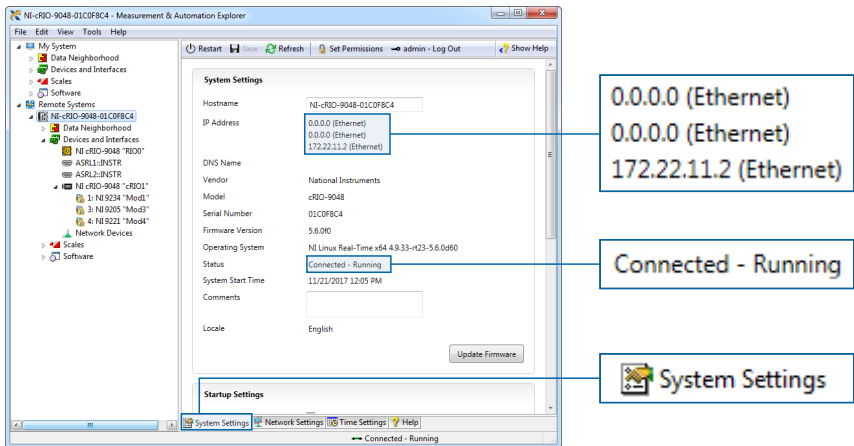 NI-cRIO-9048-01C0F8C4 - Measurement & Automation Explorer
File Edit View Tools Help
My System
Data Neighborhood
Devices and Interfaces
Scales
Software
Remote Systems
NI-cRIO-9048-01C0F8C4
Data Neighborhood
Devices and Interfaces
NI cRIO-9048 "RIO0"
ASRL1::INSTR
ASRL2::INSTR
NI cRIO-9048 "cRIO1"
1: NI 9234 "Mod1"
3: NI 9205 "Mod3"
4: NI 9221 "Mod4"
Network Devices
Scales
Software
Restart Save Refresh Set Permissions admin - Log Out Show Help
System Settings
Hostname NI-cRIO-9048-01C0F8C4
IP Address 0.0.0.0 (Ethernet)
0.0.0.0 (Ethernet)
172.22.11.2 (Ethernet)
DNS Name
Vendor National Instruments
Model cRIO-9048
Serial Number 01C0F8C4
Firmware Version 5.6.0f0
Operating System NI Linux Real-Time x64 4.9.33-rt23-5.6.0d60
Status Connected - Running
System Start Time 11/21/2017 12:05 PM
Comments
Locale English
Update Firmware
Startup Settings
System Settings Network Settings Time Settings Help
Connected - Running
0.0.0.0 (Ethernet)
0.0.0.0 (Ethernet)
172.22.11.2 (Ethernet)
Connected - Running
System Settings